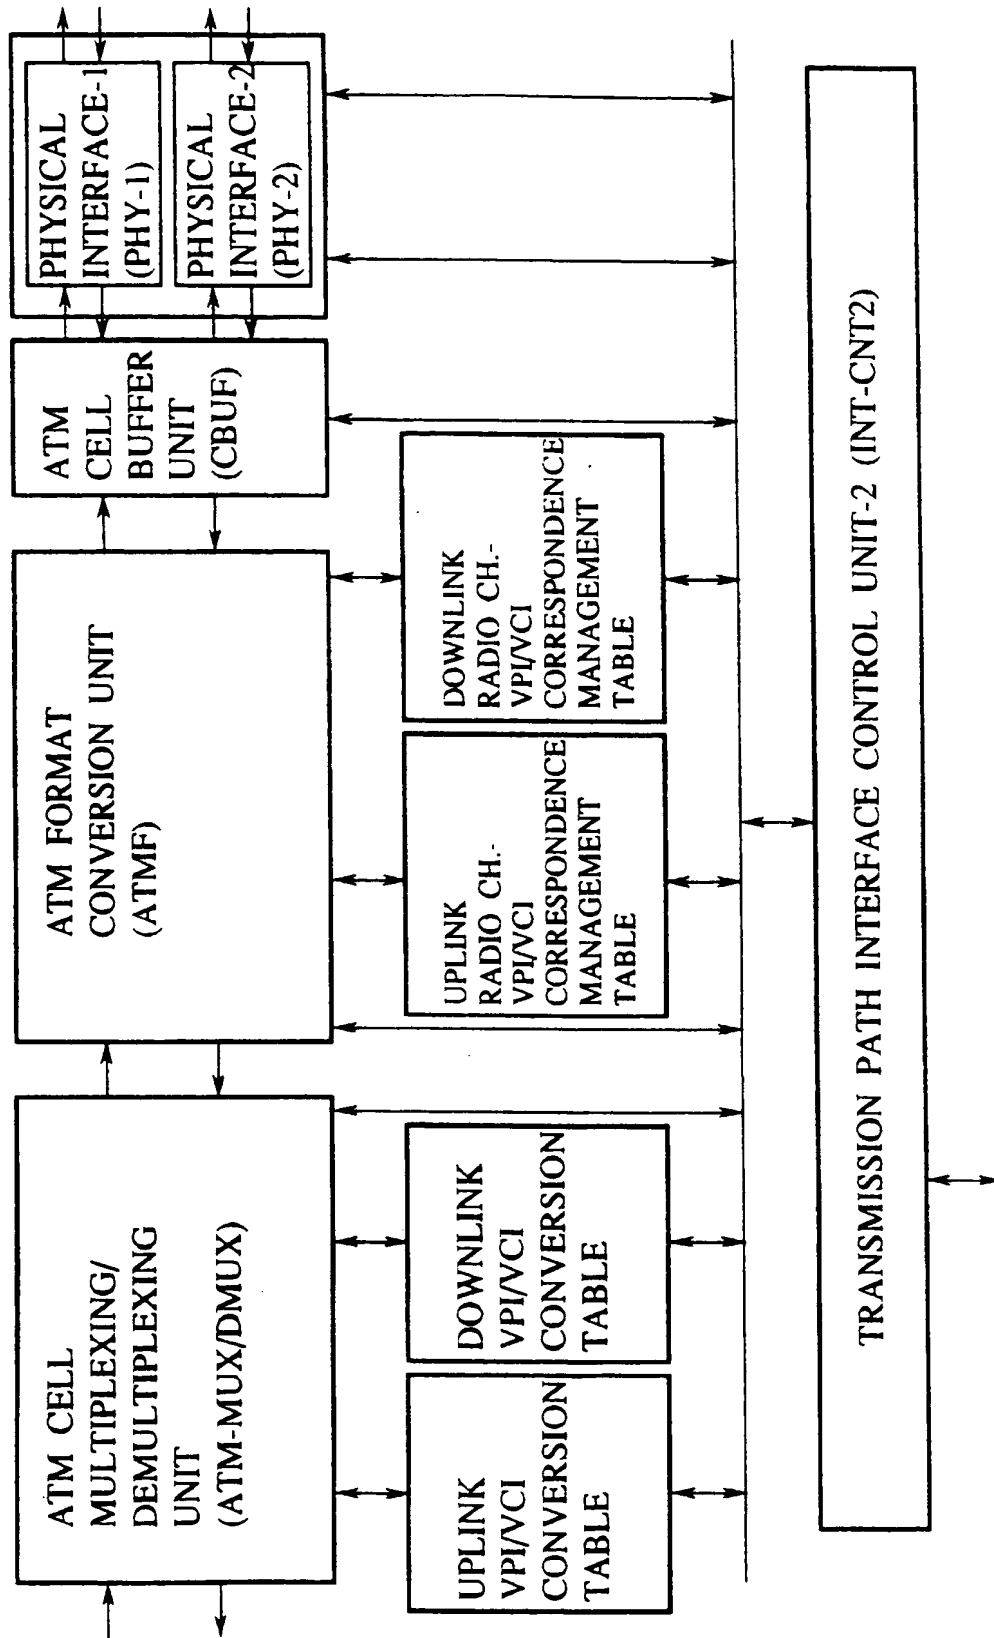 ATM CELL
MULTIPLEXING/
DEMULTIPLEXING
UNIT
(ATM-MUX/DMUX)
ATM FORMAT
CONVERSION UNIT
(ATMF)
ATM
CELL
BUFFER
UNIT
(CBUF)
PHYSICAL
INTERFACE-1
(PHY-1)
PHYSICAL
INTERFACE-2
(PHY-2)
UPLINK
VPI/VCI
CONVERSION
TABLE
DOWNLINK
VPI/VCI
CONVERSION
TABLE
UPLINK
RADIO CH.-
VPI/VCI
CORRESPONDENCE
MANAGEMENT
TABLE
DOWNLINK
RADIO CH.-
VPI/VCI
CORRESPONDENCE
MANAGEMENT
TABLE
TRANSMISSION PATH INTERFACE CONTROL UNIT-2 (INT-CNT2)